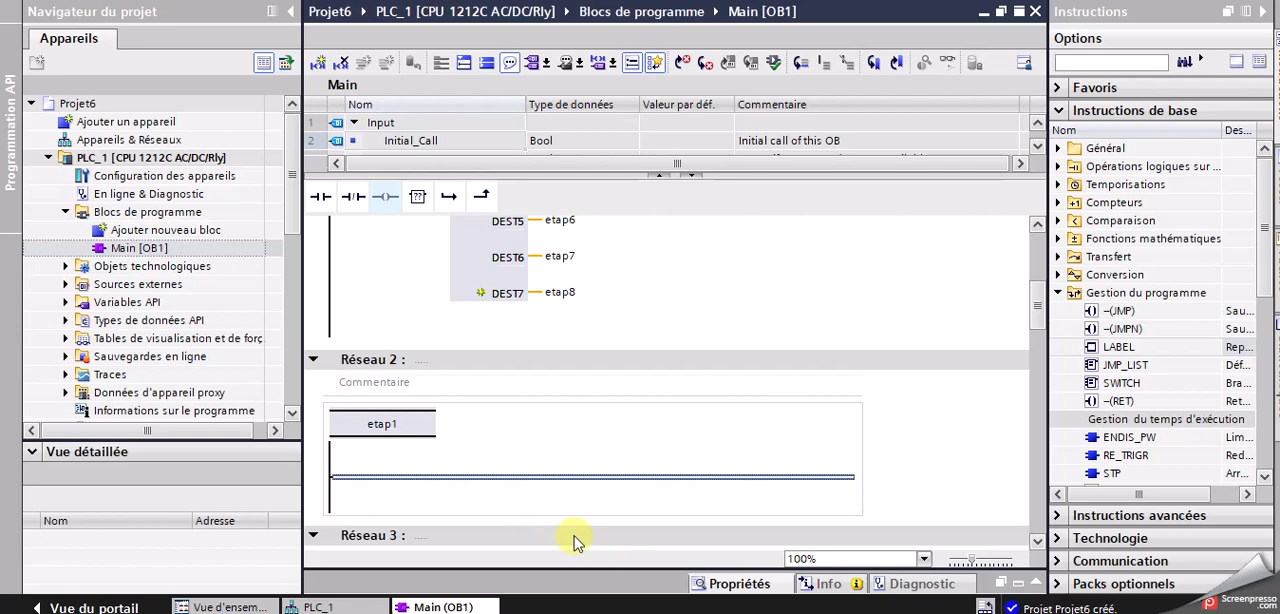 Navigateur du projet
Projet6 PLC_1 [CPU 1212C AC/DC/Rly] Blocs de programme Main [OB1]
Instructions
Programmation API
Appareils
Projet6
Ajouter un appareil
Appareils & Réseaux
PLC_1 [CPU 1212C AC/DC/Rly]
Configuration des appareils
En ligne & Diagnostic
Blocs de programme
Ajouter nouveau bloc
Main [OB1]
Objets technologiques
Sources externes
Variables API
Types de données API
Tables de visualisation et de forç
Sauvegardes en ligne
Traces
Données d'appareil proxy
Informations sur le programme
Vue détaillée
Nom Adresse
Main
Nom Type de données Valeur par déf. Commentaire
1 Input
2 Initial_Call Bool Initial call of this OB
??
DEST5 etap6
DEST6 etap7
DEST7 etap8
Réseau 2 : .....
Commentaire
etap1
Réseau 3 : .....
100%
Propriétés Info Diagnostic
Options
Favoris
Instructions de base
Nom Des...
Général
Opérations logiques sur ...
Temporisations
Compteurs
Comparaison
Fonctions mathématiques
Transfert
Conversion
Gestion du programme
-(JMP) Sau...
-(JMPN) Sau...
LABEL Rep...
JMP_LIST Déf...
SWITCH Bra...
-(RET) Ret...
Gestion du temps d'exécution
ENDIS_PW Lim...
RE_TRIGR Red...
STP Arr...
Instructions avancées
Technologie
Communication
Packs optionnels
Vue du portail Vue d'ensem... PLC_1 Main (OB1) Projet Projet6 créé.
Screenpresso
.com